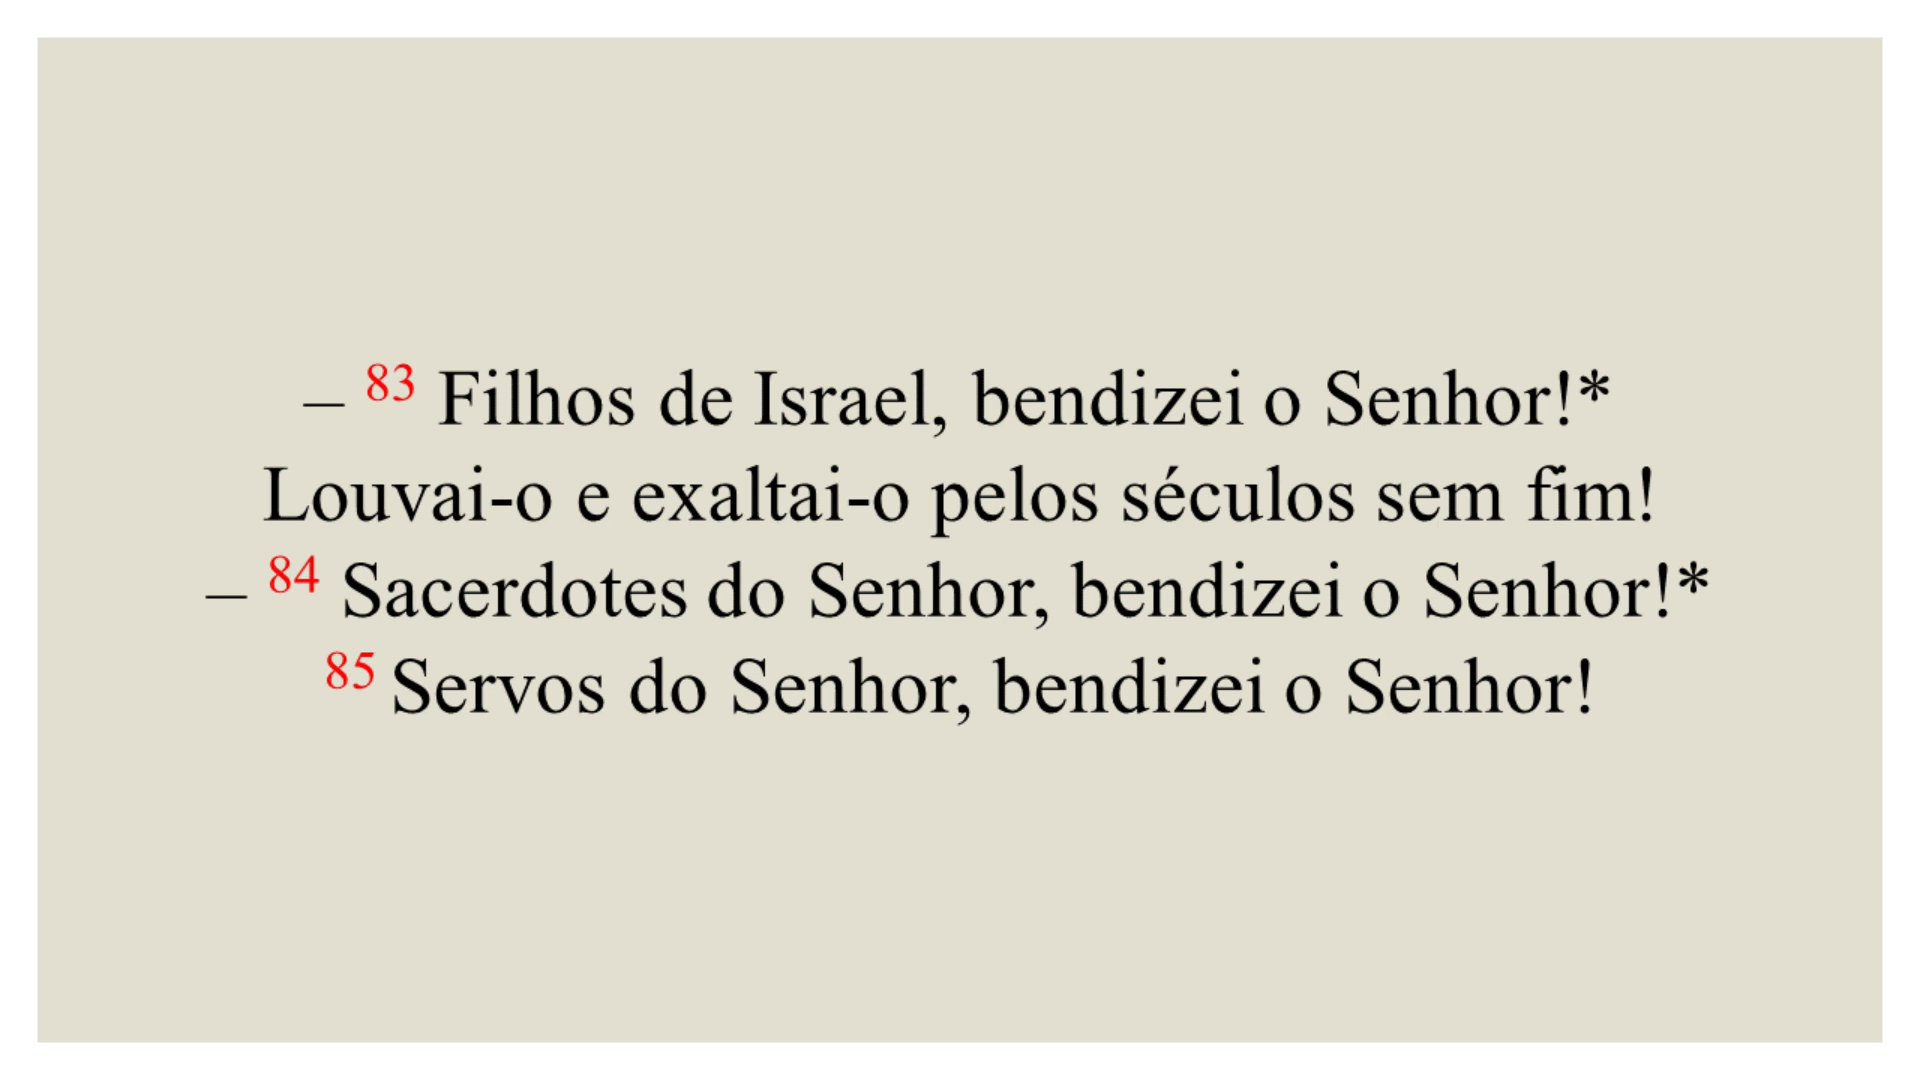 – 83 Filhos de Israel, bendizei o Senhor!*
Louvai-o e exaltai-o pelos séculos sem fim!
– 84 Sacerdotes do Senhor, bendizei o Senhor!*
85 Servos do Senhor, bendizei o Senhor!